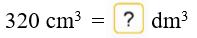 320 cm³ = ? dm³